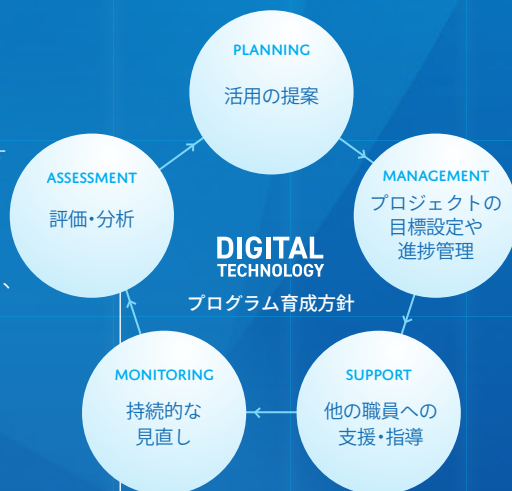 PLANNING
活用の提案
ASSESSMENT
評価・分析
MANAGEMENT
プロジェクトの
目標設定や
進捗管理
DIGITAL
TECHNOLOGY
プログラム育成方針
、
MONITORING
持続的な
見直し
SUPPORT
他の職員への
支援・指導